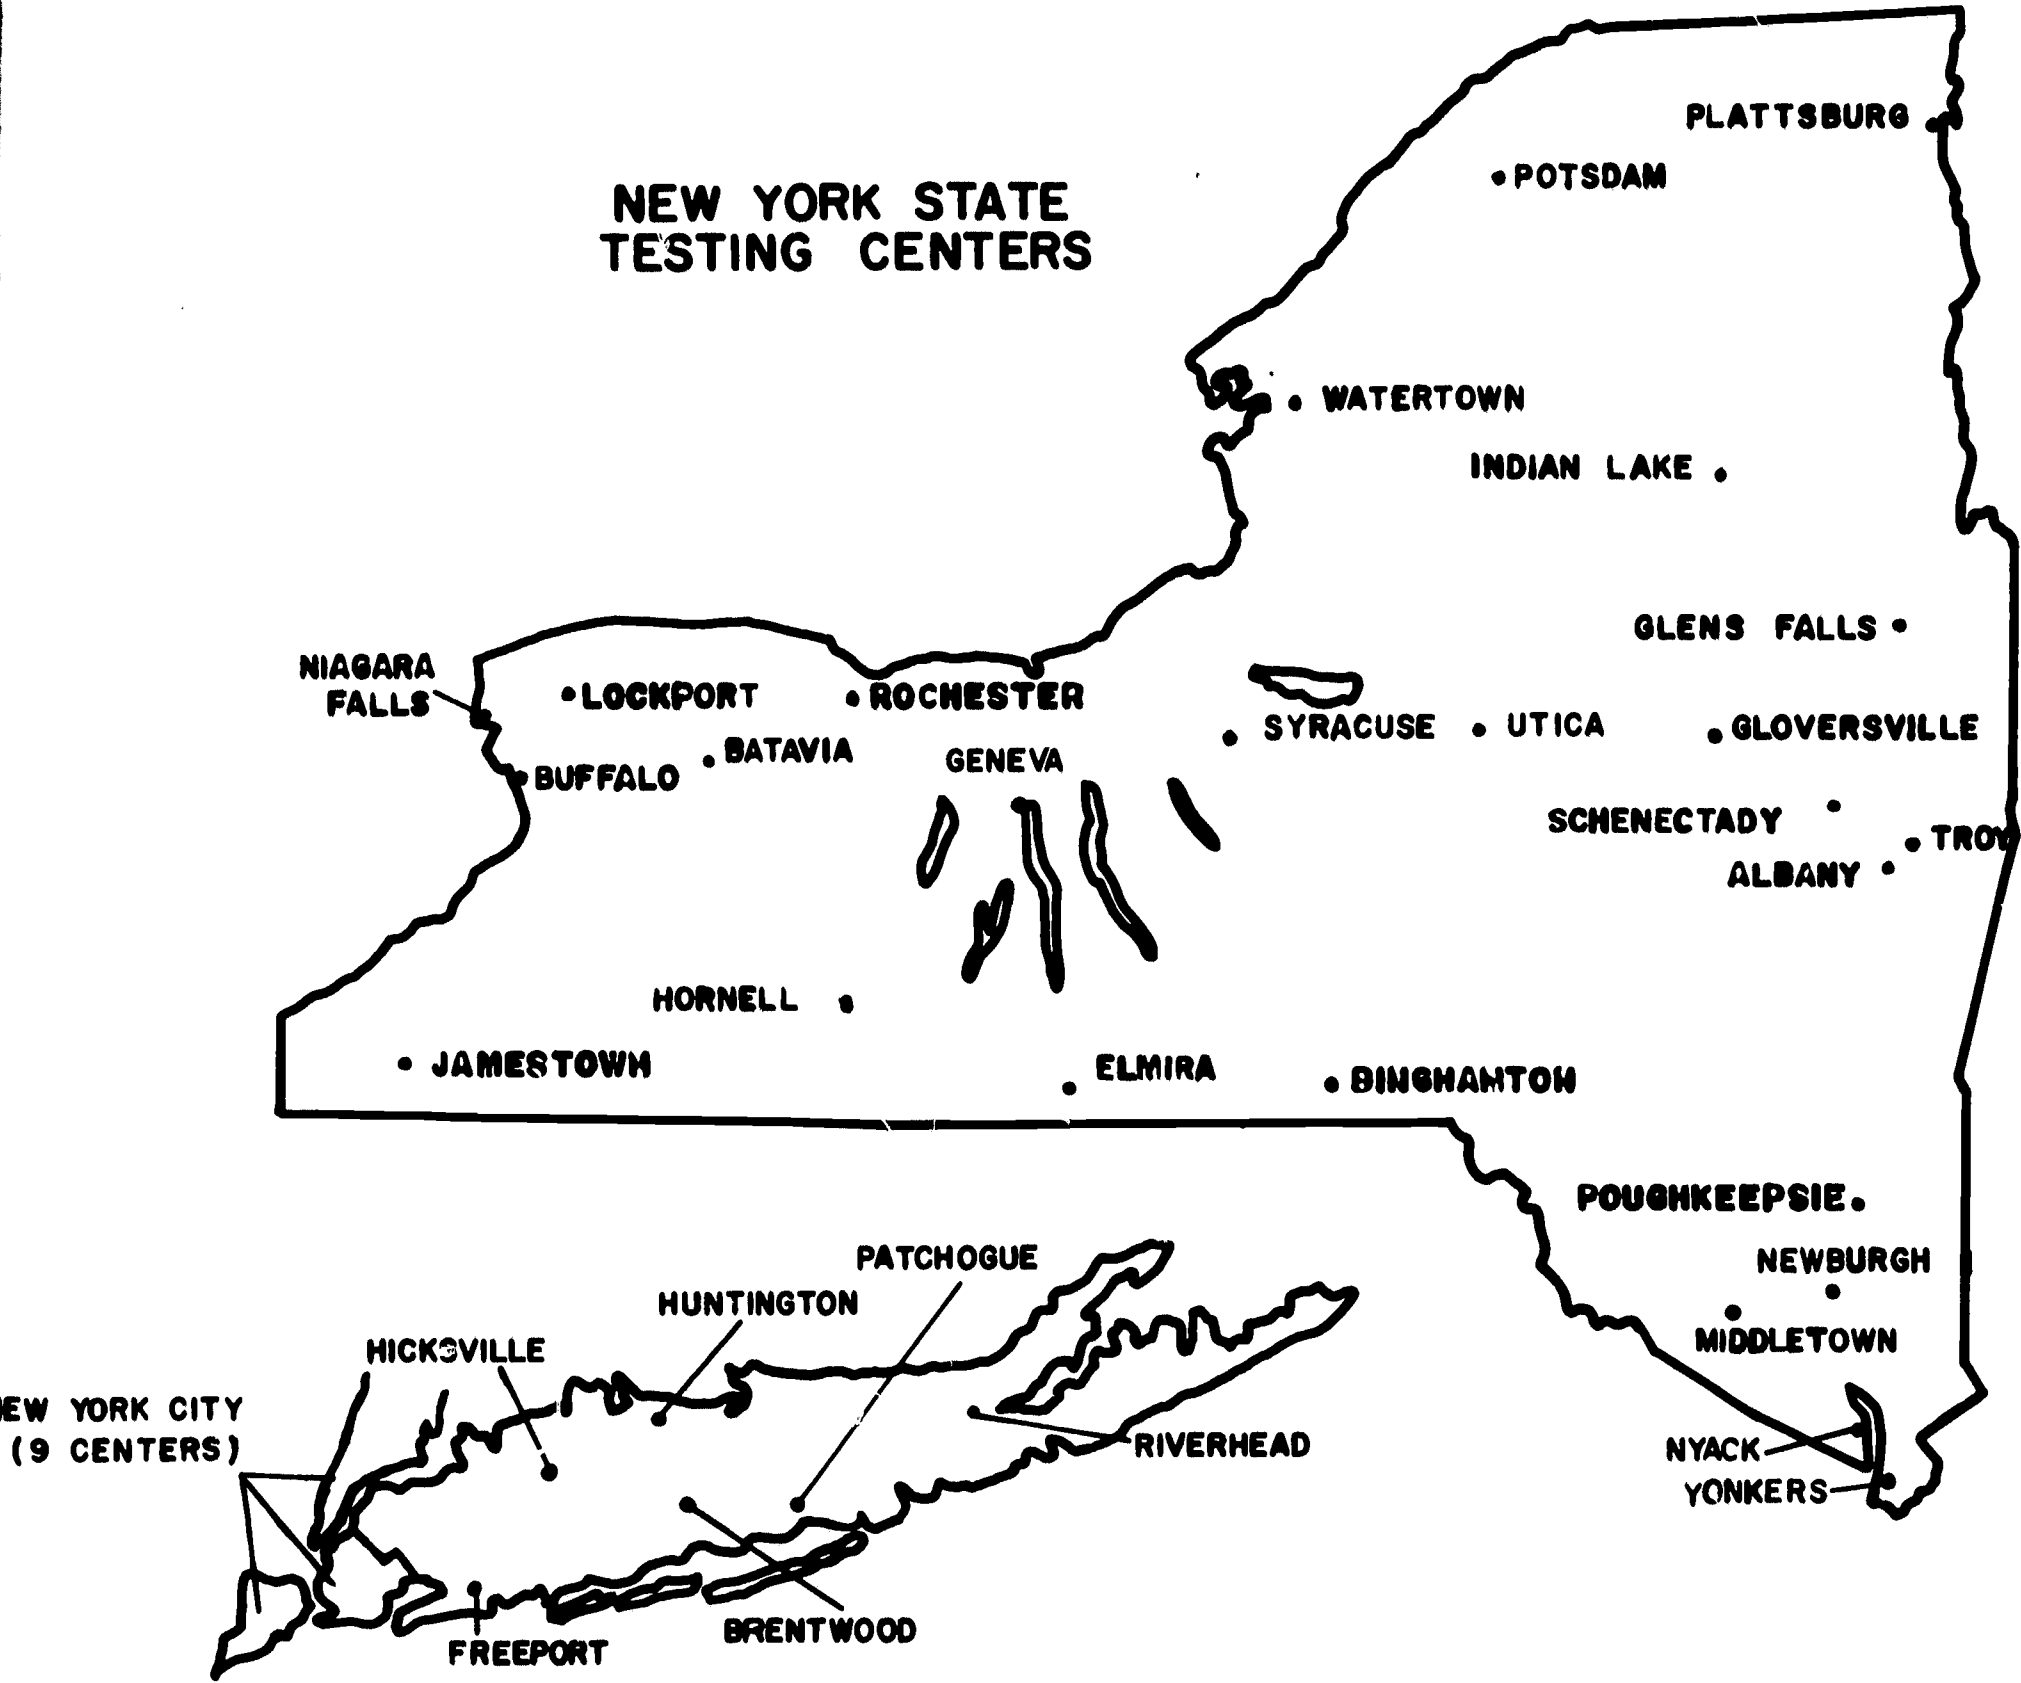 NEW YORK STATE
TESTING CENTERS
PLATTSBURG
POTSDAM
WATERTOWN
INDIAN LAKE
GLENS FALLS
NIAGARA
FALLS
LOCKPORT
ROCHESTER
SYRACUSE
UTICA
GLOVERSVILLE
BATAVIA
GENEVA
BUFFALO
SCHENECTADY
TROY
ALBANY
HORNELL
JAMESTOWN
ELMIRA
BINGHAMTON
POUGHKEEPSIE
NEWBURGH
MIDDLETOWN
PATCHOGUE
HUNTINGTON
HICKSVILLE
EW YORK CITY
(9 CENTERS)
RIVERHEAD
NYACK
YONKERS
BRENTWOOD
FREEPORT